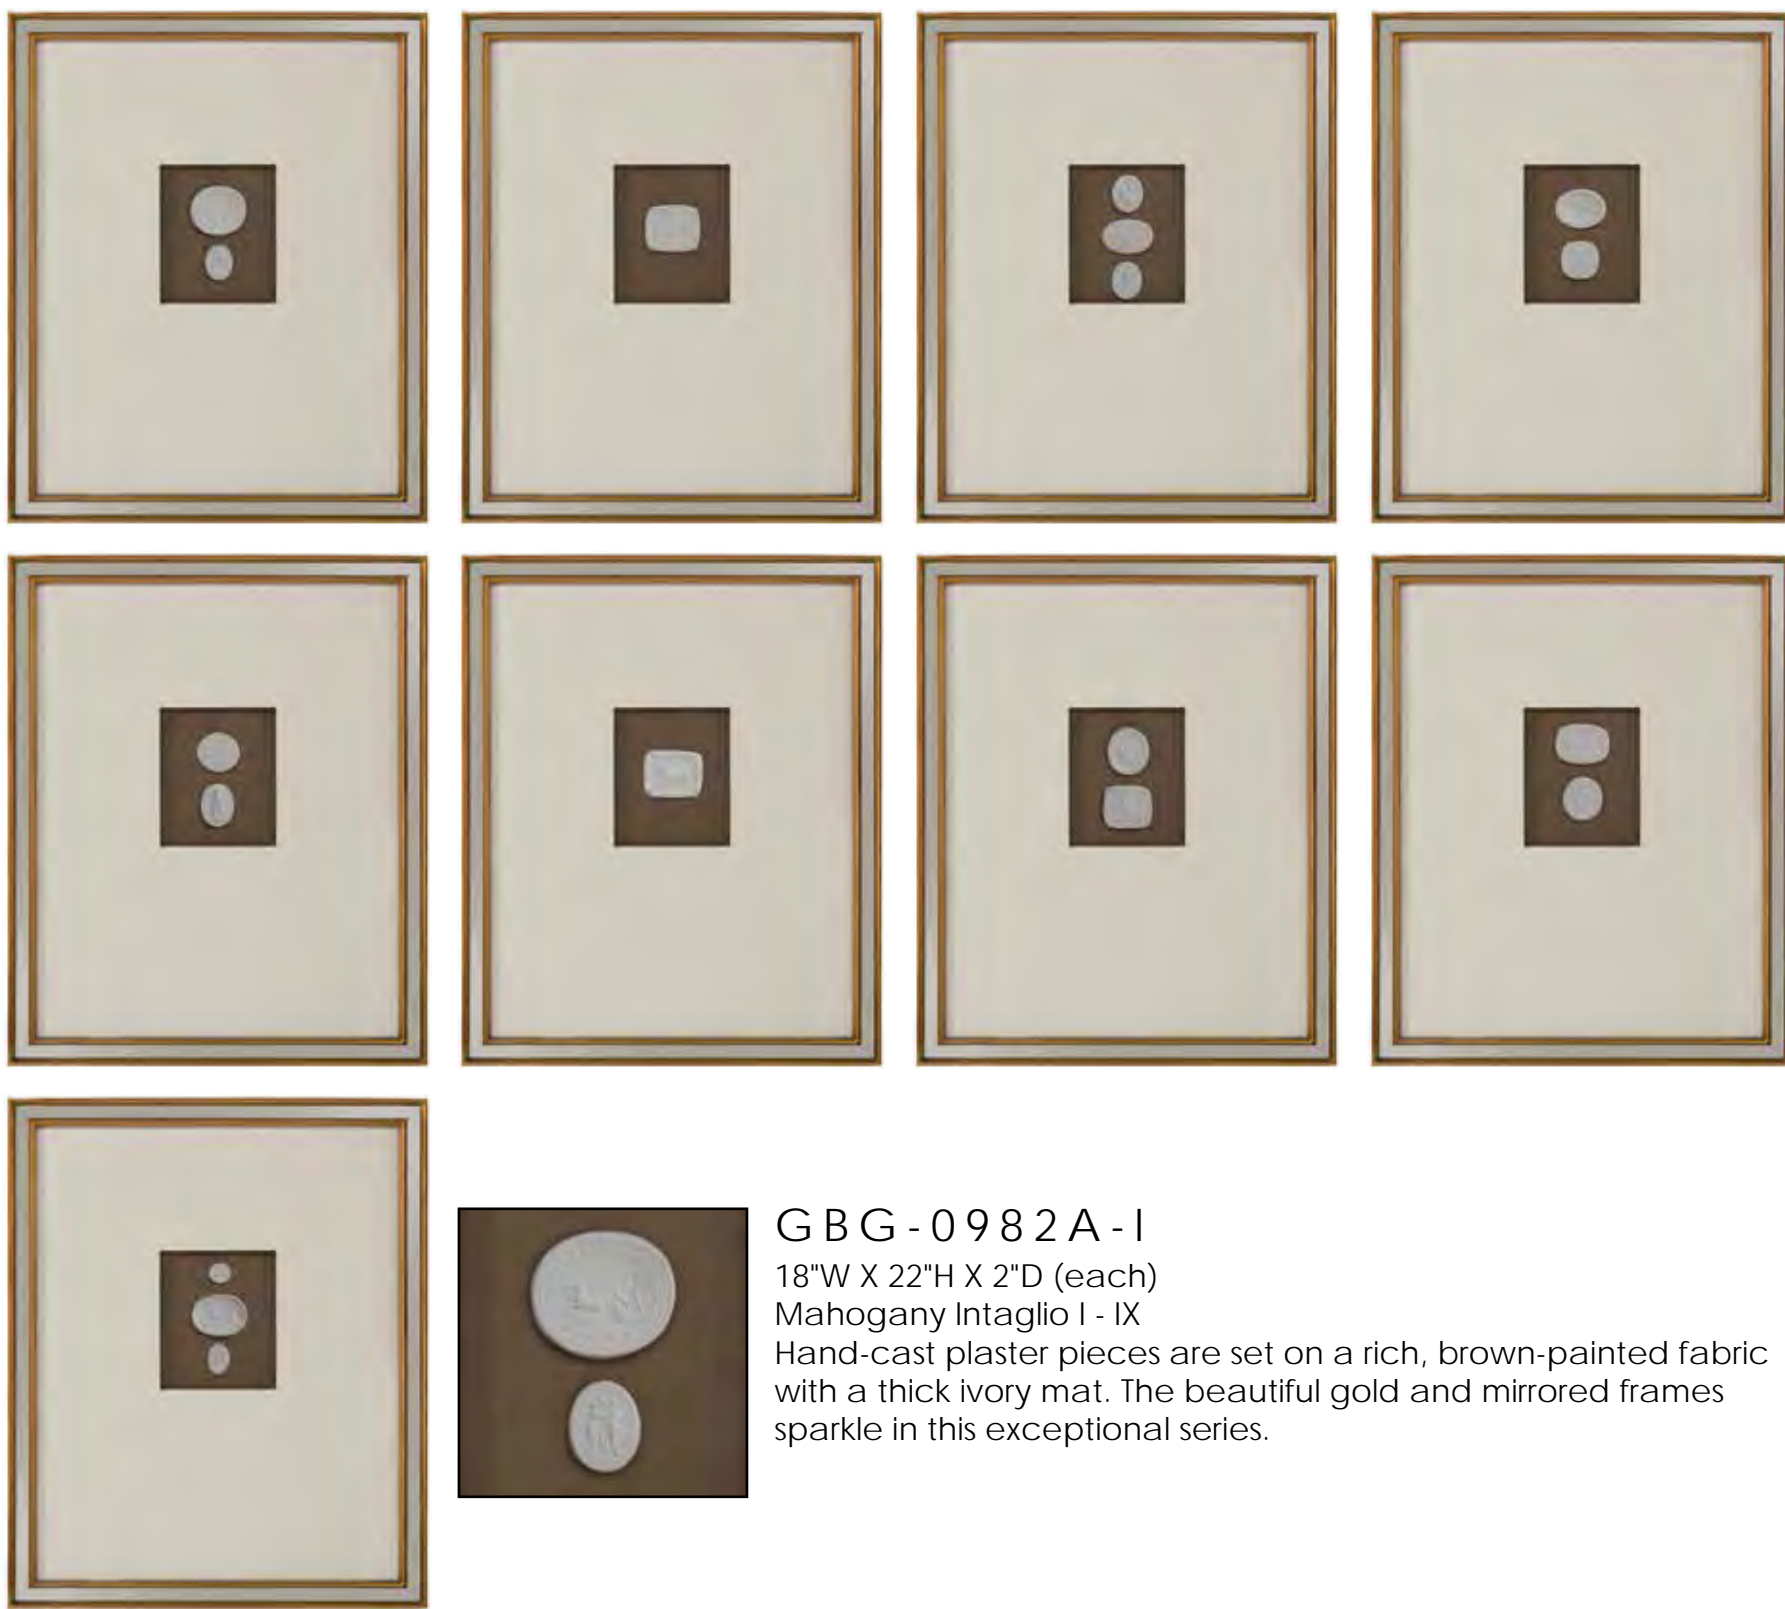 GBG-0982A-I
18"W X 22"H X 2"D (each)
Mahogany Intaglio I - IX
Hand-cast plaster pieces are set on a rich, brown-painted fabric
with a thick ivory mat. The beautiful gold and mirrored frames
sparkle in this exceptional series.